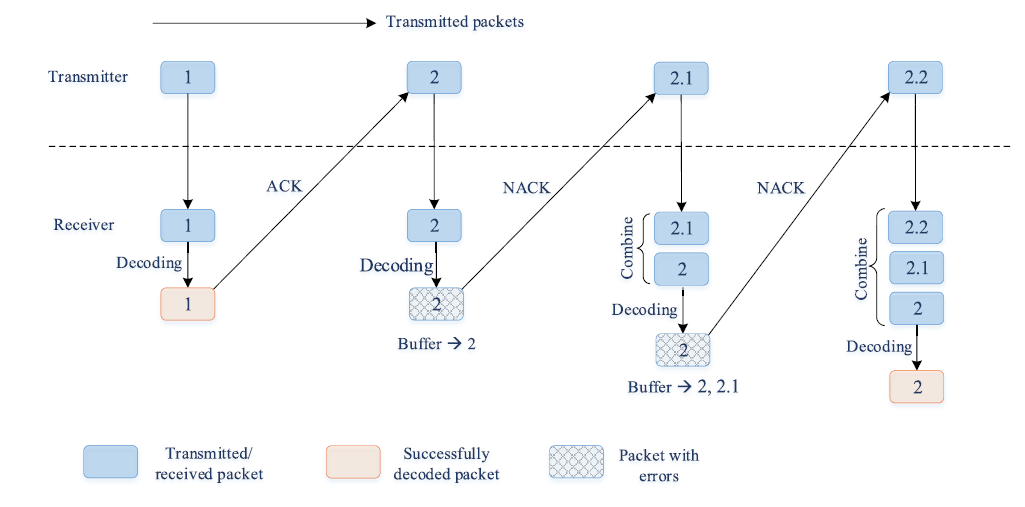 Transmitted packets
Transmitter
1
2
2.1
2.2
ACK
NACK
NACK
Receiver
1
2
2.1
2.2
Combine
2
Combine
2.1
2
Decoding
Decoding
Decoding
Decoding
1
2
2
2
Buffer → 2
Buffer → 2, 2.1
Transmitted/
received packet
Successfully
decoded packet
Packet with
errors